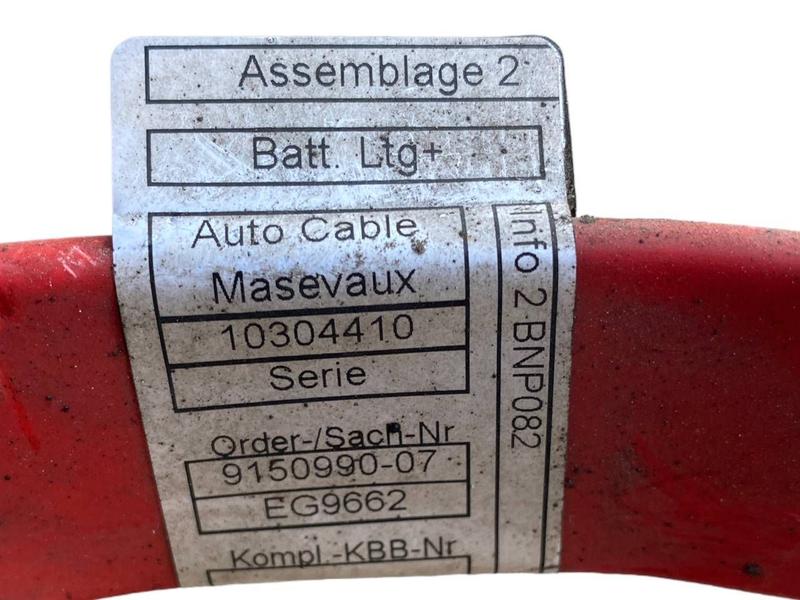 Assemblage 2
Batt. Ltg+
Auto Cable
Masevaux
10304410
Serie
Info 2 BNP082
Order-/Sach-Nr
9150990-07
EG9662
Kompl.-KBB-Nr